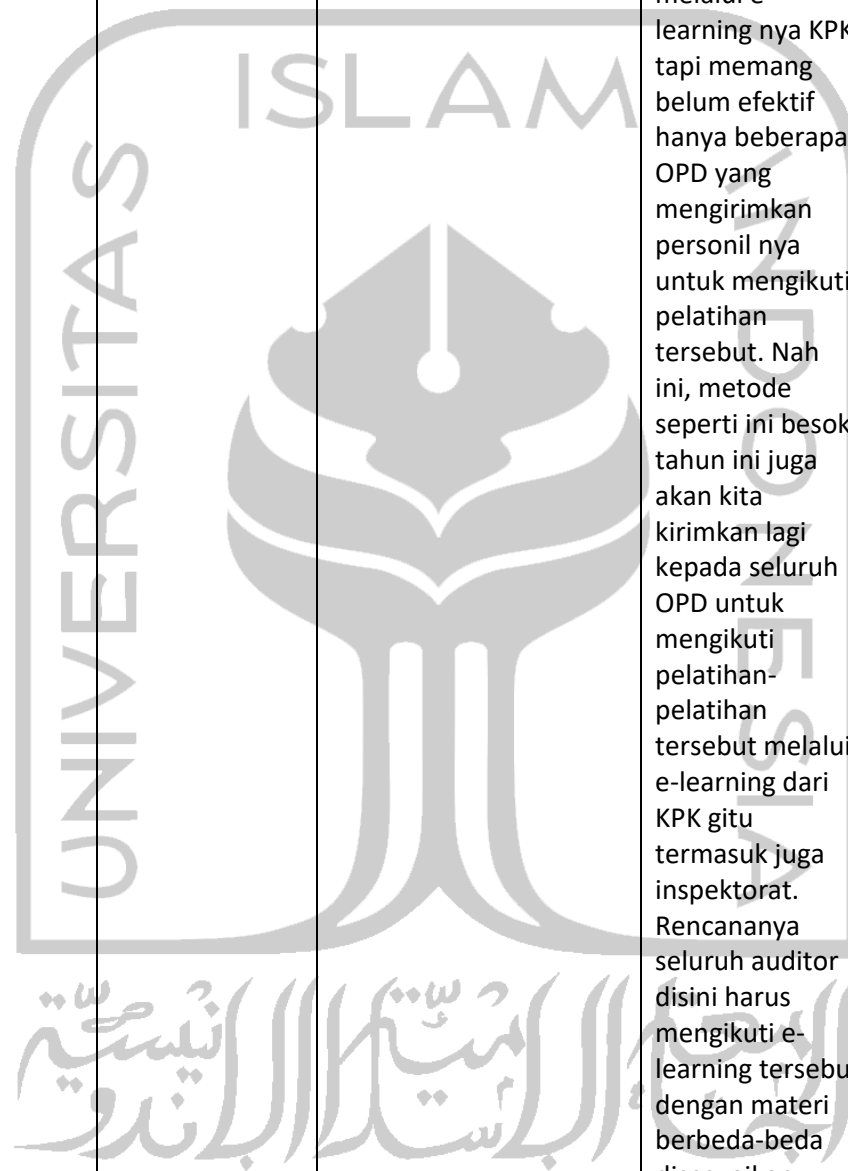 ISLAM
UNIVERSITAS
INDONESIA
learning nya KPK
tapi memang
belum efektif
hanya beberapa
OPD yang
mengirimkan
personil nya
untuk mengikuti
pelatihan
tersebut. Nah
ini, metode
seperti ini besok
tahun ini juga
akan kita
kirimkan lagi
kepada seluruh
OPD untuk
mengikuti
pelatihan-
pelatihan
tersebut melalui
e-learning dari
KPK gitu
termasuk juga
inspektorat.
Rencananya
seluruh auditor
disini harus
mengikuti e-
learning tersebu
dengan materi
berbeda-beda